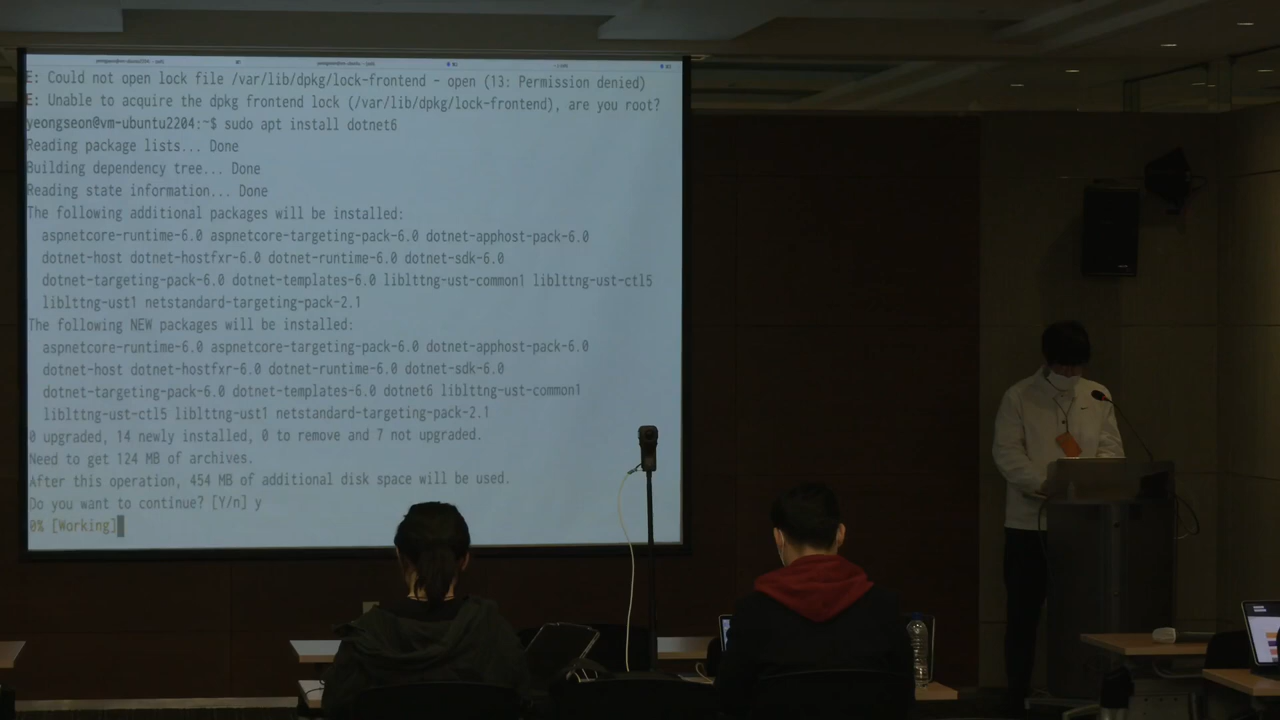 E: Could not open lock file /var/lib/dpkg/lock-frontend - open (13: Permission denied)
E: Unable to acquire the dpkg frontend lock (/var/lib/dpkg/lock-frontend), are you root?
yeongseon@vm-ubuntu2204:~$ sudo apt install dotnet6
Reading package lists... Done
Building dependency tree... Done
Reading state information... Done
The following additional packages will be installed:
aspnetcore-runtime-6.0 aspnetcore-targeting-pack-6.0 dotnet-apphost-pack-6.0
dotnet-host dotnet-hostfxr-6.0 dotnet-runtime-6.0 dotnet-sdk-6.0
dotnet-targeting-pack-6.0 dotnet-templates-6.0 liblttng-ust-common1 liblttng-ust-ctl5
liblttng-ust1 netstandard-targeting-pack-2.1
The following NEW packages will be installed:
aspnetcore-runtime-6.0 aspnetcore-targeting-pack-6.0 dotnet-apphost-pack-6.0
dotnet-host dotnet-hostfxr-6.0 dotnet-runtime-6.0 dotnet-sdk-6.0
dotnet-targeting-pack-6.0 dotnet-templates-6.0 dotnet6 liblttng-ust-common1
liblttng-ust-ctl5 liblttng-ust1 netstandard-targeting-pack-2.1
0 upgraded, 14 newly installed, 0 to remove and 7 not upgraded.
Need to get 124 MB of archives.
After this operation, 454 MB of additional disk space will be used.
Do you want to continue? [Y/n] y
0% [Working]